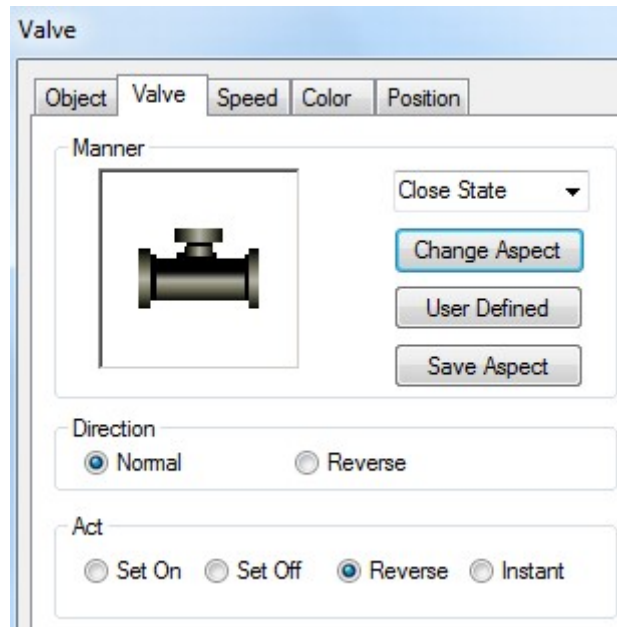 Valve
Object Valve Speed Color Position
Manner
Close State
Change Aspect
User Defined
Save Aspect
Direction
Normal Reverse
Act
Set On Set Off Reverse Instant